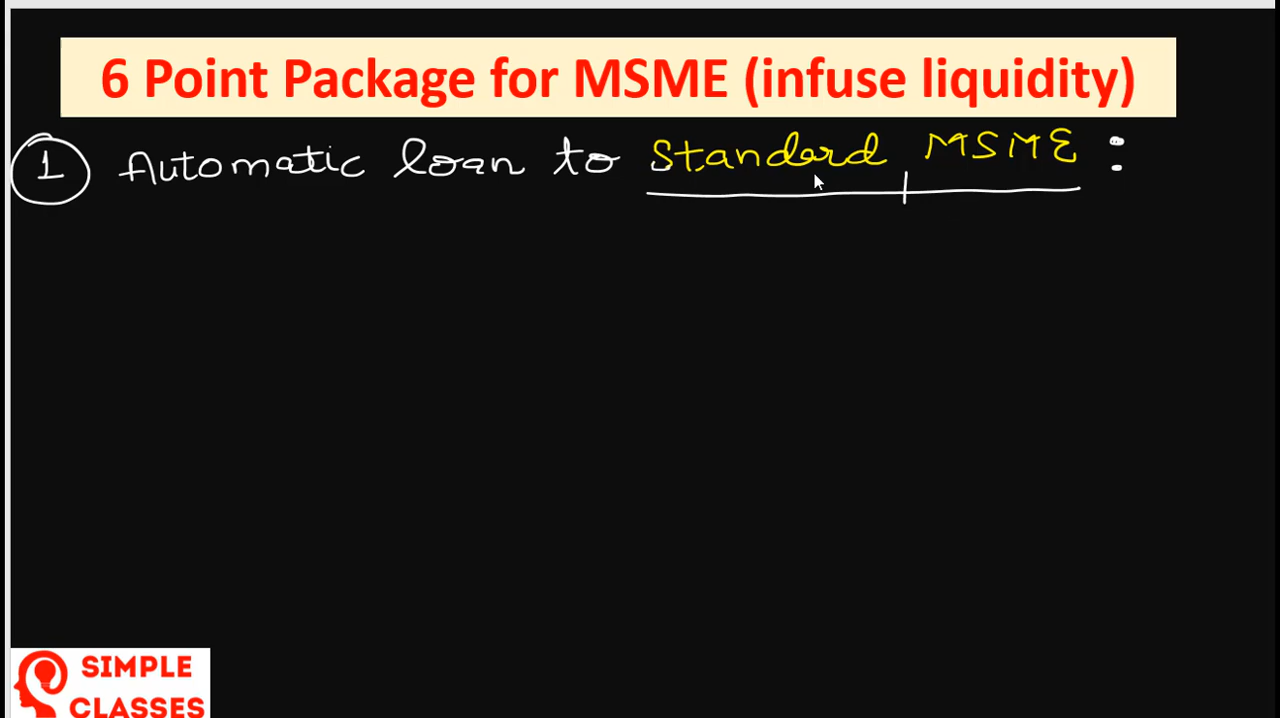 6 Point Package for MSME (infuse liquidity)
1 Automatic loan to Standard MSME :
SIMPLE
CLASSES